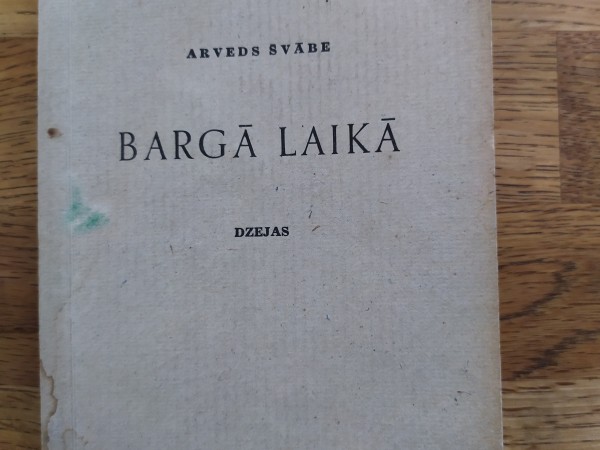 ARVEDS ŠVĀBE
BARGĀ LAIKĀ
DZEJAS